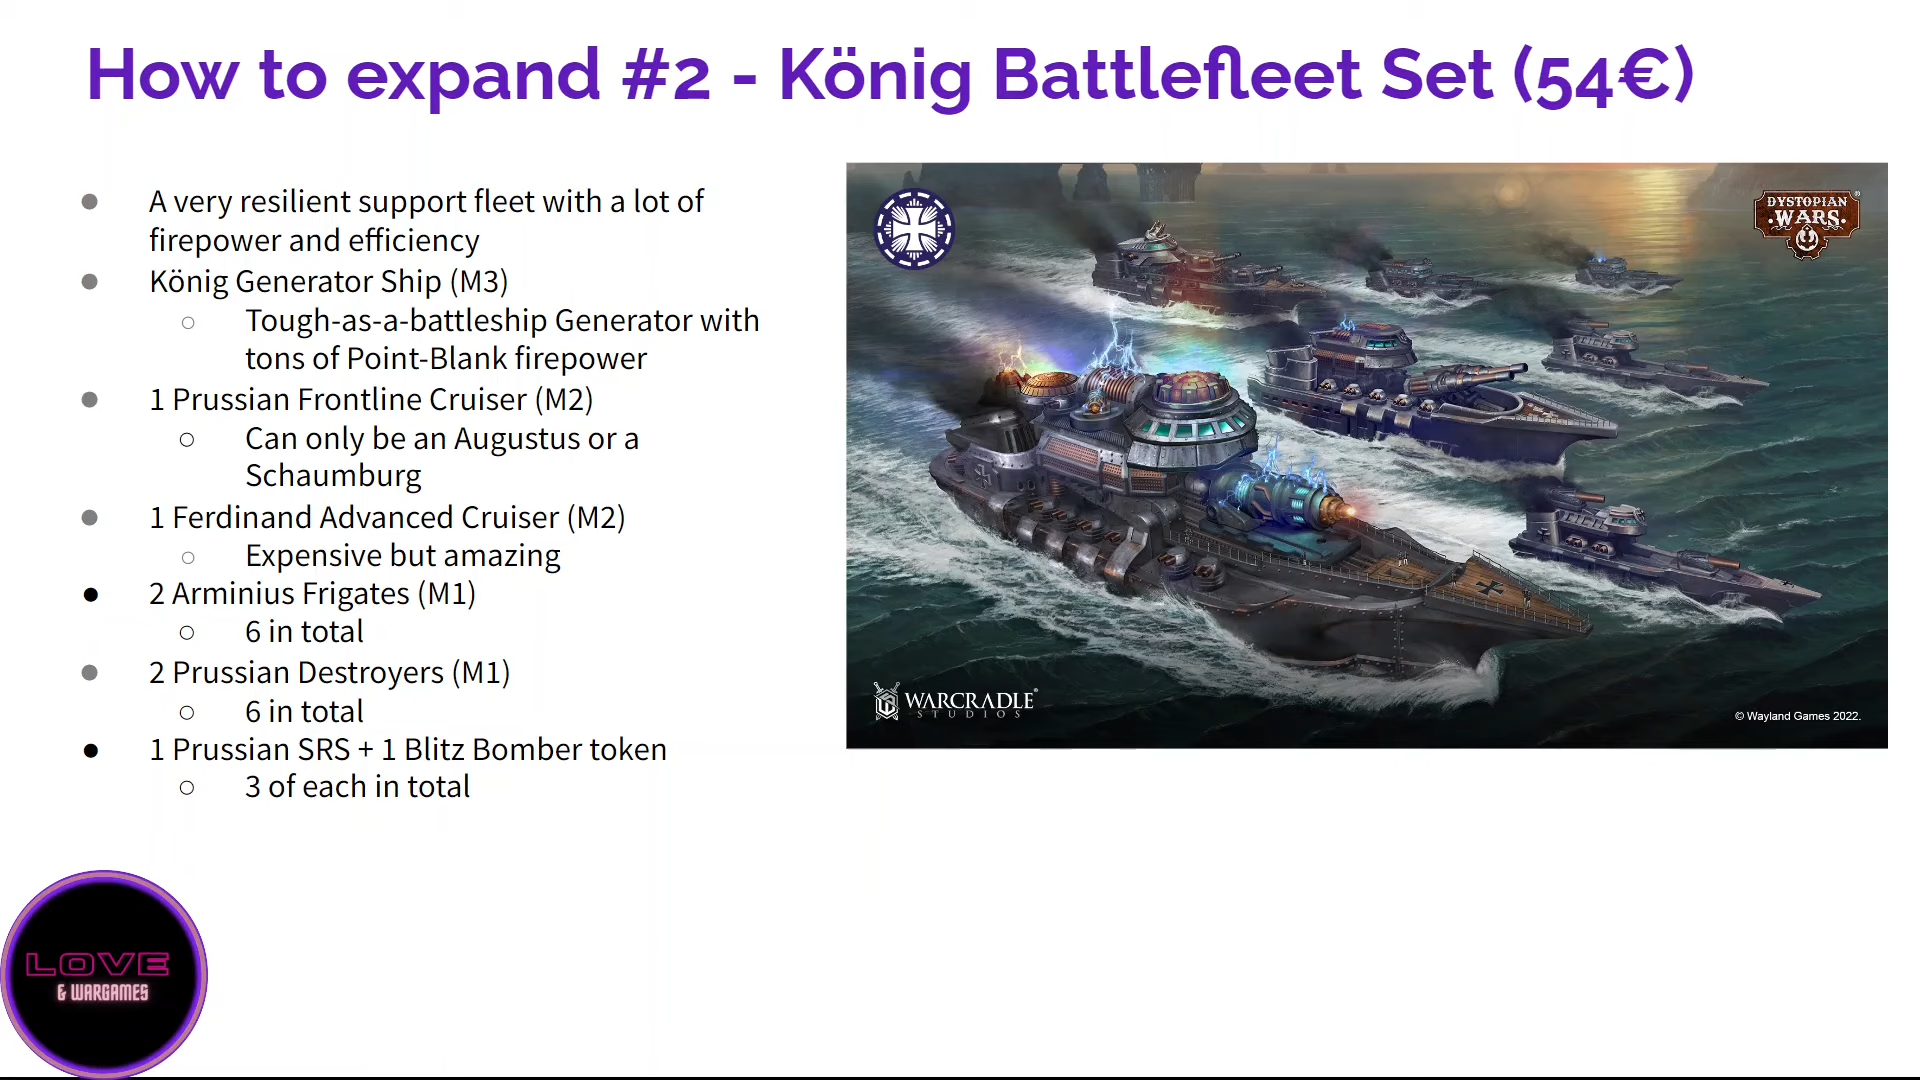 How to expand #2 - König Battlefleet Set (54€)
● A very resilient support fleet with a lot of
firepower and efficiency
● König Generator Ship (M3)
○ Tough-as-a-battleship Generator with
tons of Point-Blank firepower
● 1 Prussian Frontline Cruiser (M2)
○ Can only be an Augustus or a
Schaumburg
● 1 Ferdinand Advanced Cruiser (M2)
○ Expensive but amazing
● 2 Arminius Frigates (M1)
○ 6 in total
● 2 Prussian Destroyers (M1)
○ 6 in total
● 1 Prussian SRS + 1 Blitz Bomber token
○ 3 of each in total
DYSTOPIAN
WARS
®
WARCRADLE®
STUDIOS
© Wayland Games 2022.
LOVE
& WARGAMES